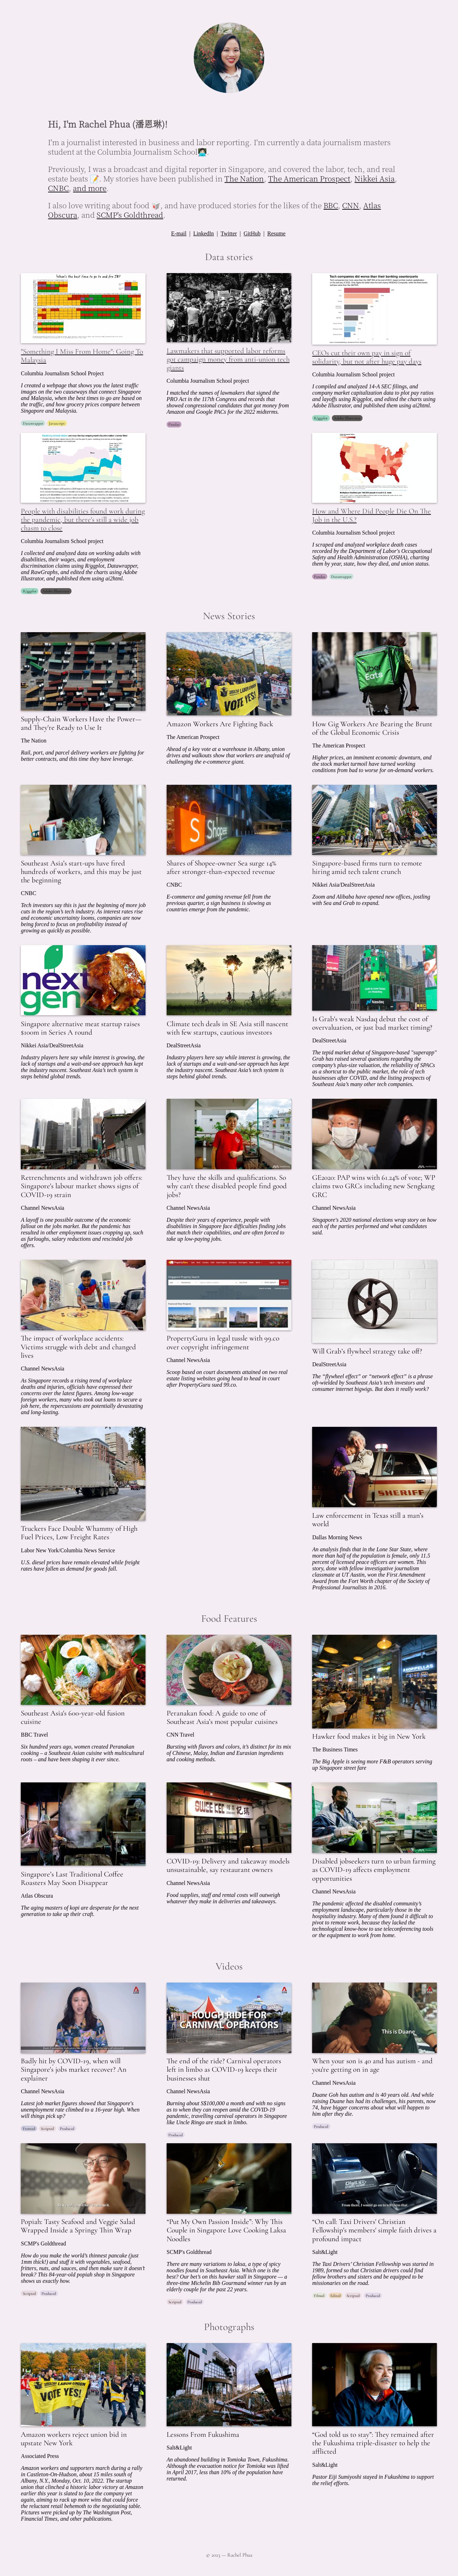 Hi, I'm Rachel Phua (潘恩琳)!
I'm a journalist interested in business and labor reporting. I'm currently a data journalism masters
student at the Columbia Journalism School
Previously, I was a broadcast and digital reporter in Singapore, and covered the labor, tech, and real
estate beats 📝. My stories have been published in The Nation, The American Prospect, Nikkei Asia,
CNBC, and more.
I also love writing about food 🥡, and have produced stories for the likes of the BBC, CNN, Atlas
Obscura, and SCMP's Goldthread.
E-mail | LinkedIn | Twitter | GitHub | Resume
Data stories
"Something I Miss From Home": Going To
Malaysia
Columbia Journalism School Project
I created a webpage that shows you the latest traffic
images on the two causeways that connect Singapore
and Malaysia, when the best times to go are based on
the traffic, and how gnarly it compares between
Singapore and Malaysia.
Datawrapper Javascript
Lawmakers that supported labor reforms
got campaign money from anti-union tech
giants
Columbia Journalism School project
I matched the names of lawmakers that signed the
PRO Act in the 117th Congress and records that
showed congressional candidates getting money from
Amazon and Google PACs for the 2022 midterms.
Pandas
CEOs cut their own pay in sign of
solidarity, but not after huge pay days
Columbia Journalism School project
I compiled and analyzed 14-A SEC filings, and
company market capitalization data to plot pay ratios
and layoffs using R/ggplot, and edited the charts using
Adobe Illustrator, and published them using ai2html.
R/ggplot Adobe Illustrator
People with disabilities found work during
the pandemic, but there's still a wide job
chasm to close
Columbia Journalism School project
I collected and analyzed data on working adults with
disabilities, their wages, and employment
discrimination claims using R/ggplot, Datawrapper,
and RawGraphs, and edited the charts using Adobe
Illustrator, and published them using ai2html.
R/ggplot Adobe Illustrator
How and Where Did People Die On The
Job in the U.S.?
Columbia Journalism School project
I scraped and analyzed workplace death cases
recorded by the Department of Labor's Occupational
Safety and Health Administrations (OSHA), charting
them by year, state, how they died, and union status.
Pandas Datawrapper
News Stories
Supply-Chain Workers Have the Power—
and They're Ready to Use It
The Nation
Rail, port, and parcel delivery workers are fighting for
better contracts, and this time they have leverage.
Amazon Workers Are Fighting Back
The American Prospect
Ahead of a key vote at a warehouse in Albany, union
drives and walkouts show that workers are unafraid of
challenging the e-commerce giant.
How Gig Workers Are Bearing the Brunt
of the Global Economic Crisis
The American Prospect
Higher prices, an imminent economic downturn, and
the stock market turmoil have turned working
conditions from bad to worse for on-demand workers.
Southeast Asia's start-ups have fired
hundreds of workers, and this may be just
the beginning
CNBC
Tech investors say this is just the beginning of more job
cuts in the region's tech industry. As interest rates rise
and economic uncertainty looms, companies are now
being forced to focus on profitability instead of
growing as quickly as possible.
Shares of Shopee-owner Sea surge 14%
after stronger-than-expected revenue
CNBC
E-commerce and gaming revenue fell from the
previous quarter, a sign business is slowing as
countries emerge from the pandemic.
Singapore-based firms turn to remote
hiring amid tech talent crunch
Nikkei Asia/DealStreetAsia
Zoom and Alibaba have opened new offices, jostling
with Sea and Grab to expand.
Singapore alternative meat startup raises
$100m in Series A round
Nikkei Asia/DealStreetAsia
Industry players here say while interest is growing, the
lack of startups and a wait-and-see approach has kept
the industry nascent. Southeast Asia's tech system is
steps behind global trends.
Climate tech deals in SE Asia still nascent
with few startups, cautious investors
DealStreetAsia
Industry players here say while interest is growing, the
lack of startups and a wait-and-see approach has kept
the industry nascent. Southeast Asia's tech system is
steps behind global trends.
Is Grab's weak Nasdaq debut the cost of
overvaluation, or just bad market timing?
DealStreetAsia
The tepid market debut of Singapore-based "superapp"
Grab has raised several questions regarding the
company's plus-size valuation, the reliability of SPACs
as a shortcut to the public market, the role of tech
businesses after COVID, and the listing prospects of
Southeast Asia's many other tech companies.
Retrenchments and withdrawn job offers:
Singapore's labour market shows signs of
COVID-19 strain
Channel NewsAsia
A layoff is one possible outcome of the economic
fallout on the jobs market. But the pandemic has
resulted in other employment issues cropping up, such
as furloughs, salary reductions and rescinded job
offers.
They have the skills and qualifications. So
why can't these disabled people find good
jobs?
Channel NewsAsia
Despite their years of experience, people with
disabilities in Singapore face difficulties finding jobs
that match their capabilities, and are often forced to
take up low-paying jobs.
GE2020: PAP wins with 61.24% of vote; WP
claims two GRCs including new Sengkang
GRC
Channel NewsAsia
Singapore's 2020 national elections wrap story on how
each of the parties performed and what candidates
said.
The impact of workplace accidents:
Victims struggle with debt and changed
lives
Channel NewsAsia
As Singapore records a rising trend of workplace
deaths and injuries, officials have expressed their
concerns over the latest figures. Among low-wage
foreign workers, many who took out loans to secure a
job here, the repercussions are potentially devastating
and long-lasting.
PropertyGuru in legal tussle with 99.co
over copyright infringement
Channel NewsAsia
Scoop based on court documents attained on two real
estate listing websites going head to head in court
after PropertyGuru sued 99.co.
Will Grab's flywheel strategy take off?
DealStreetAsia
The "flywheel effect" or "network effect" is a phrase
oft-wielded by Southeast Asia's tech investors and
consumer internet bigwigs. But does it really work?
Truckers Face Double Whammy of High
Fuel Prices, Low Freight Rates
Labor New York/Columbia News Service
U.S. diesel prices have remain elevated while freight
rates have fallen as demand for goods fall.
Law enforcement in Texas still a man's
world
Dallas Morning News
An analysis finds that in the Lone Star State, where
more than half of the population is female, only 11.5
percent of licensed peace officers are women. This
story, done with fellow investigative journalism
classmate at UT Austin, won the First Amendment
Award from the Fort Worth chapter of the Society of
Professional Journalists in 2016.
Food Features
Southeast Asia's 600-year-old fusion
cuisine
BBC Travel
Six hundred years ago, women created Peranakan
cooking – a Southeast Asian cuisine with multicultural
roots – and have been shaping it ever since.
Peranakan food: A guide to one of
Southeast Asia's most popular cuisines
CNN Travel
Bursting with flavors and colors, it's distinct for its mix
of Chinese, Malay, Indian and Eurasian ingredients
and cooking methods.
Hawker food makes it big in New York
The Business Times
The Big Apple is seeing more F&B operators serving
up Singapore street fare
Singapore's Last Traditional Coffee
Roasters May Soon Disappear
Atlas Obscura
The aging masters of kopi are desperate for the next
generation to take up their craft.
COVID-19: Delivery and takeaway models
unsustainable, say restaurant owners
Channel NewsAsia
Food supplies, staff and rental costs will outweigh
whatever they make in deliveries and takeaways.
Disabled jobseekers turn to urban farming
as COVID-19 affects employment
opportunities
Channel NewsAsia
The pandemic affected the disabled community's
employment landscape, particularly those in the
hospitality industry. Many of them found it difficult to
pivot to remote work, because they lacked the
technological know-how to use teleconferencing tools
or the equipment to work from home.
Videos
Badly hit by COVID-19, when will
Singapore's jobs market recover? An
explainer
Channel NewsAsia
Latest job market figures showed that Singapore's
unemployment rate climbed to a 16-year high. When
will things pick up?
Scripted Produced
ROUGH RIDE FOR
CARNIVAL OPERATORS
The end of the ride? Carnival operators
left in limbo as COVID-19 keeps their
businesses shut
Channel NewsAsia
Burning about S$100,000 a month and with no signs
as to when they can reopen amid the COVID-19
pandemic, travelling carnival operators in Singapore
like Uncle Ringo are stuck in limbo.
Produced
This is Duane
When your son is 40 and has autism - and
you're getting on in age
Channel NewsAsia
Duane Goh has autism and is 40 years old. And while
raising Duane has had its challenges, his parents, now
74, have bigger concerns about what will happen to
him after they die.
Produced
Popiah: Tasty Seafood and Veggie Salad
Wrapped Inside a Springy Thin Wrap
SCMP's Goldthread
How do you make the world's thinnest pancake (just
1mm thick!) and stuff it with vegetables, seafood,
fritters, nuts, and sauces, and then make sure it doesn't
break? This 84-year-old popiah shop in Singapore
shows us exactly how.
Scripted Produced
"Put My Own Passion Inside": Why This
Couple in Singapore Love Cooking Laksa
Noodles
SCMP's Goldthread
There are many variations to laksa, a type of spicy
noodles found in Southeast Asia. Which one is the
best? Our bet's on this hawker stall in Singapore — a
three-time Michelin Bib Gourmand winner run by an
elderly couple for the past 22 years.
Scripted Produced
"On call: Taxi Drivers' Christian
Fellowship's members' simple faith drives a
profound impact
Salt&Light
The Taxi Drivers' Christian Fellowship was started in
1989, formed so that Christian drivers could find
fellow brothers and sisters and be equipped to be
missionaries on the road.
Filmed Edited Scripted Produced
Photographs
Amazon workers reject union bid in
upstate New York
Associated Press
Amazon workers and supporters march during a rally
in Castleton-On-Hudson, about 15 miles south of
Albany, N.Y., Monday, Oct. 10, 2022. The startup
union that clinched a historic labor victory at Amazon
earlier this year is slated to face the company yet
again, aiming to rack up more wins that could force
the reluctant retail behemoth to the negotiating table.
Pictures were picked up by The Washington Post,
Financial Times, and other publications.
Lessons From Fukushima
Salt&Light
An abandoned building in Tomioka Town, Fukushima.
Although the evacuation notice for Tomioka was lifted
in April 2017, less than 10% of the population have
returned.
"God told us to stay": They remained after
the Fukushima triple-disaster to help the
afflicted
Salt&Light
Pastor Eiji Sumiyoshi stayed in Fukushima to support
the relief efforts.
© 2023 — Rachel Phua